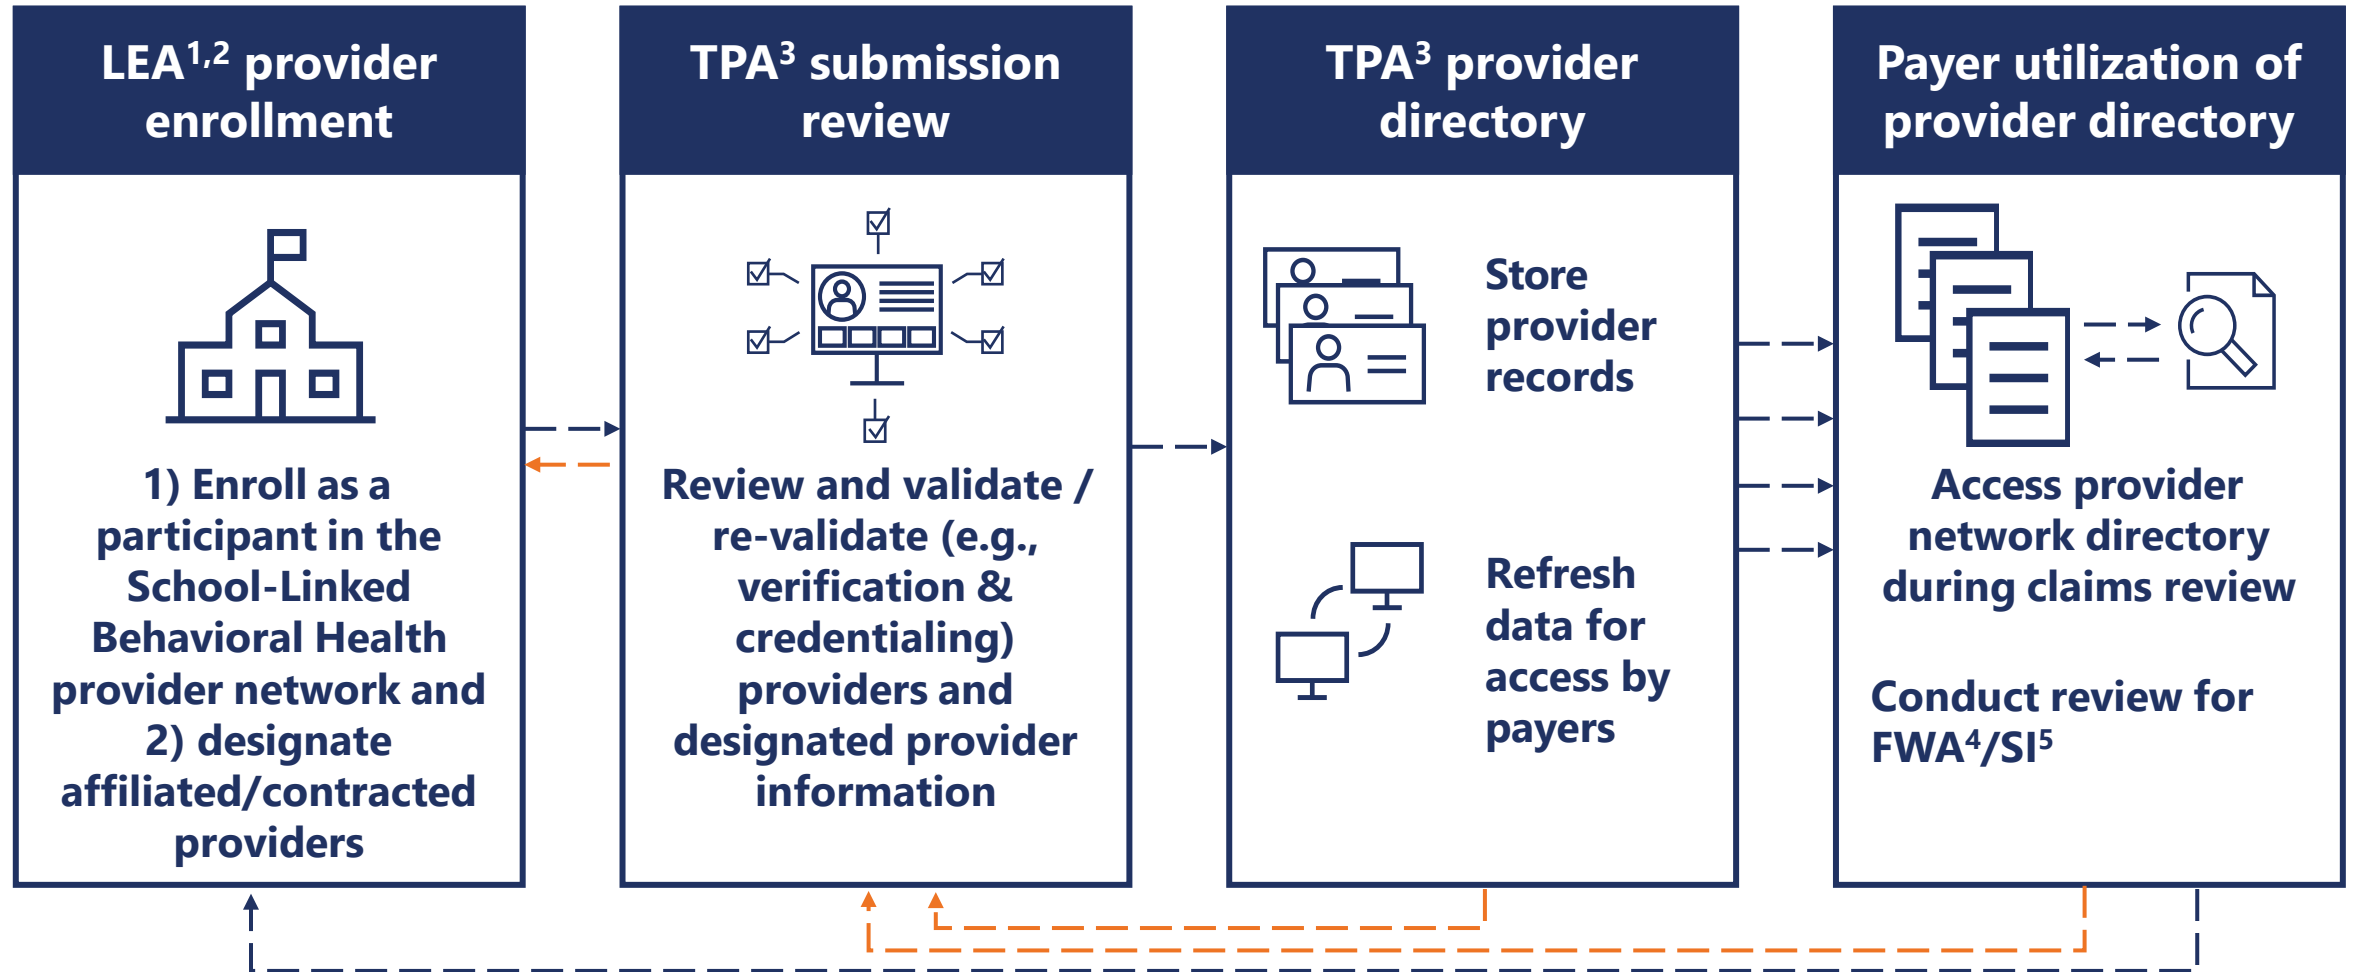 LEA1,2 provider
enrollment
1) Enroll as a
participant in the
School-Linked
Behavioral Health
provider network and
2) designate
affiliated/contracted
providers
TPA3 submission
review
Review and validate /
re-validate (e.g.,
verification &
credentialing)
providers and
designated provider
information
TPA3 provider
directory
Store
provider
records
Refresh
data for
access by
payers
Payer utilization of
provider directory
Access provider
network directory
during claims review
Conduct review for
FWA4/SI5